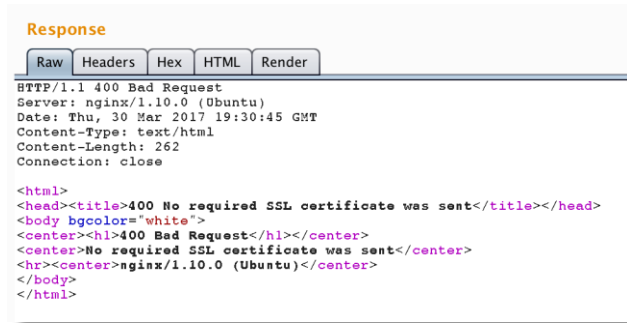 Response
Raw Headers Hex HTML Render
HTTP/1.1 400 Bad Request
Server: nginx/1.10.0 (Ubuntu)
Date: Thu, 30 Mar 2017 19:30:45 GMT
Content-Type: text/html
Content-Length: 262
Connection: close
<html>
<head><title>400 No required SSL certificate was sent</title></head>
<body bgcolor="white">
<center><h1>400 Bad Request</h1></center>
<center>No required SSL certificate was sent</center>
<hr><center>nginx/1.10.0 (Ubuntu)</center>
</body>
</html>